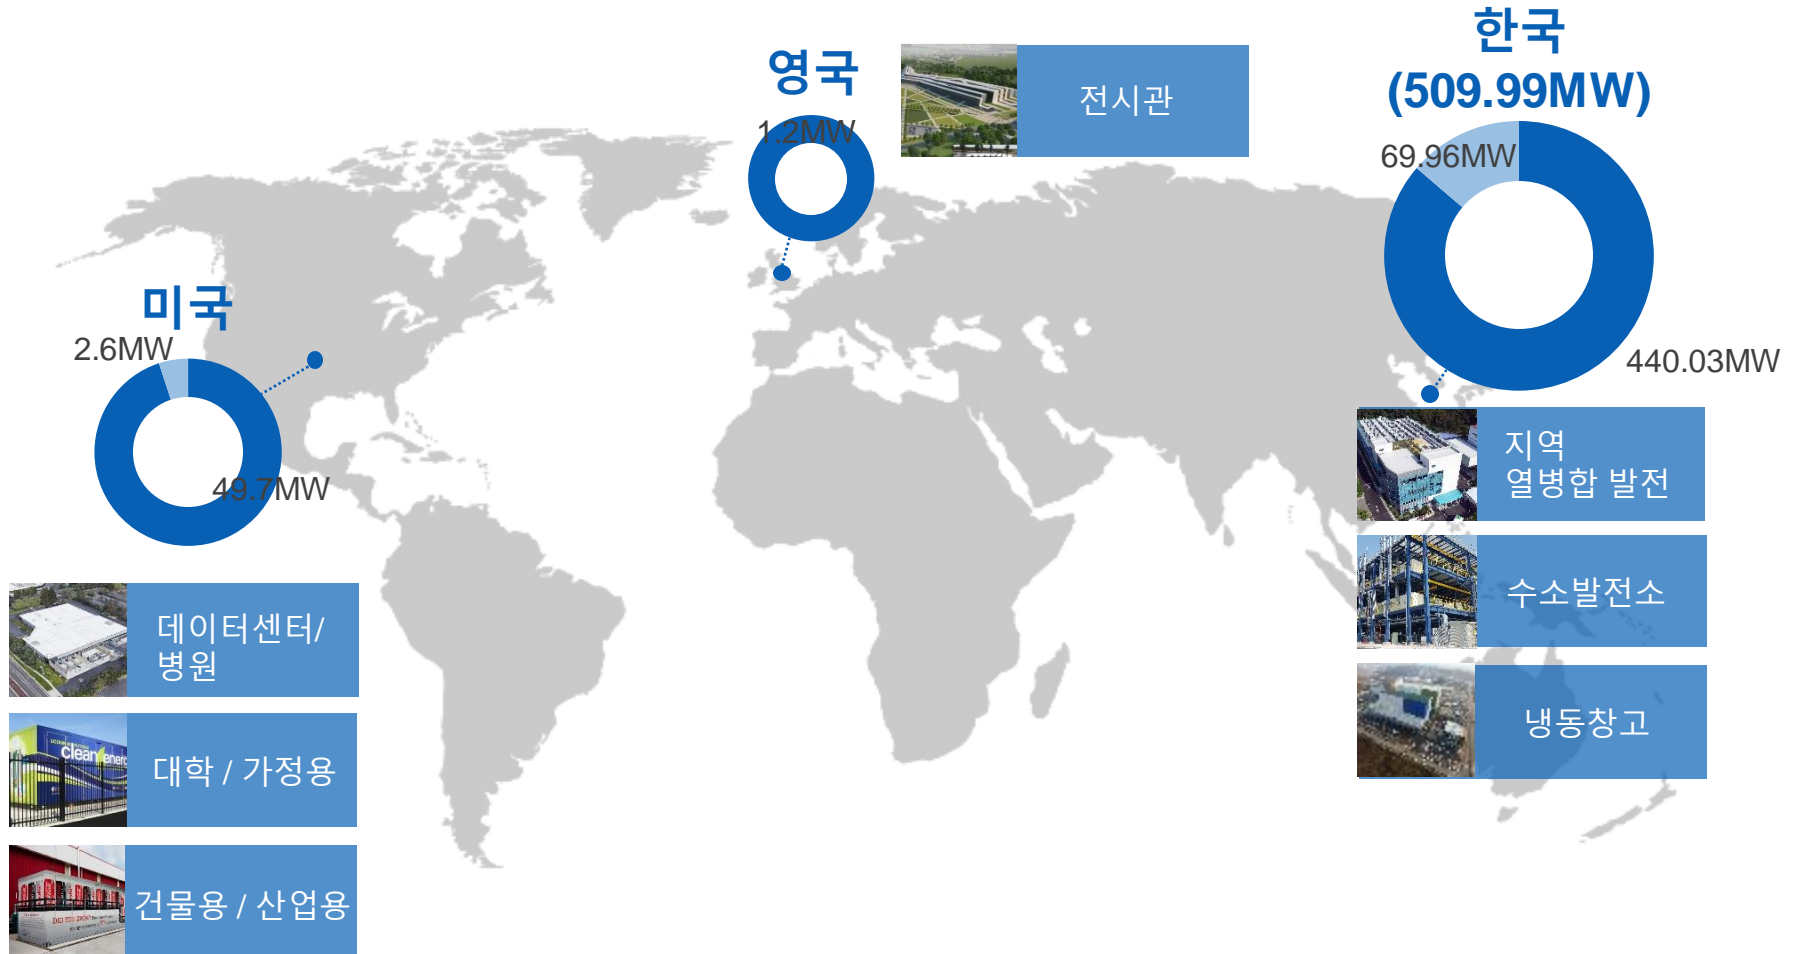 한국
(509.99MW)
69.96MW
440.03MW
영국
1.2MW
전시관
미국
2.6MW
49.7MW
지역
열병합 발전
수소발전소
냉동창고
데이터센터/
병원
clean energ
대학 / 가정용
건물용 / 산업용